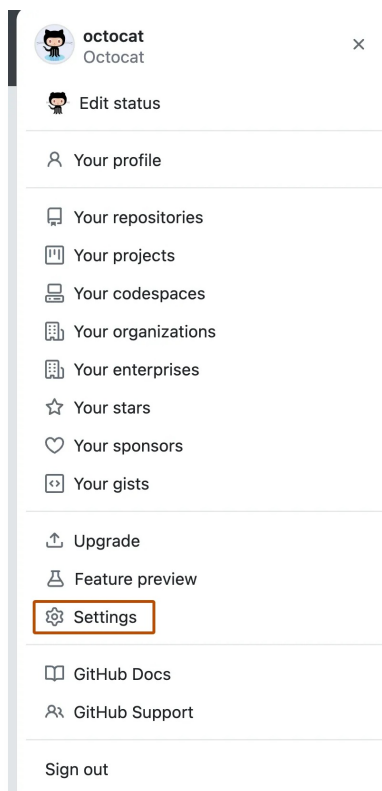 octocat
Octocat
Edit status
Your profile
Your repositories
Your projects
Your codespaces
Your organizations
Your enterprises
Your stars
Your sponsors
Your gists
Upgrade
Feature preview
Settings
GitHub Docs
GitHub Support
Sign out